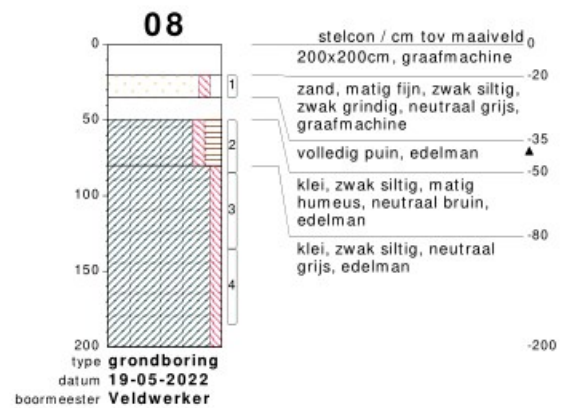 08
stelcon / cm tov maaiveld
0
0
200x200cm, graafmachine
-20
1
zand, matig fijn, zwak siltig,
zwak grindig, neutraal grijs,
graafmachine
-35
50
2
volledig puin, edelman
▲
-50
klei, zwak siltig, matig
humeus, neutraal bruin,
edelman
100
3
-80
klei, zwak siltig, neutraal
grijs, edelman
150
4
200
-200
type grondboring
datum 19-05-2022
boormeester Veldwerker